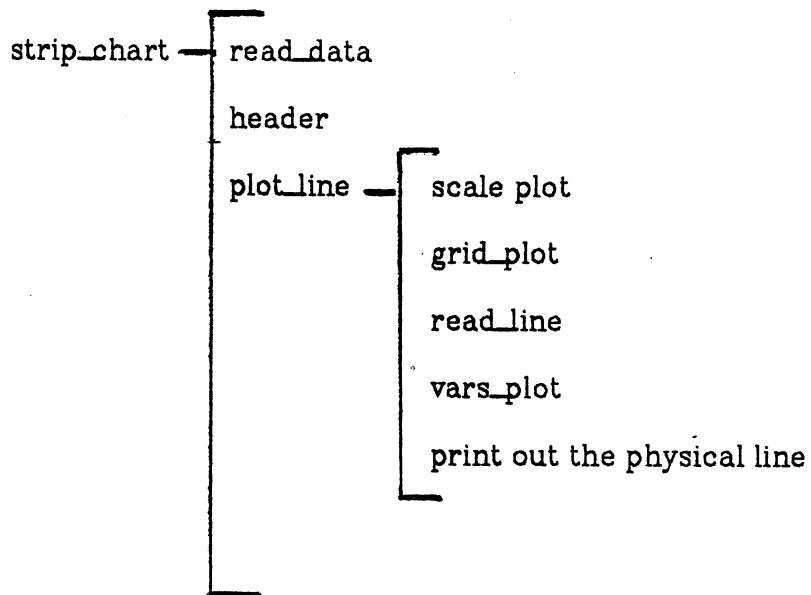 strip_chart read_data
header
plot_line scale plot
grid_plot
read_line
vars_plot
print out the physical line